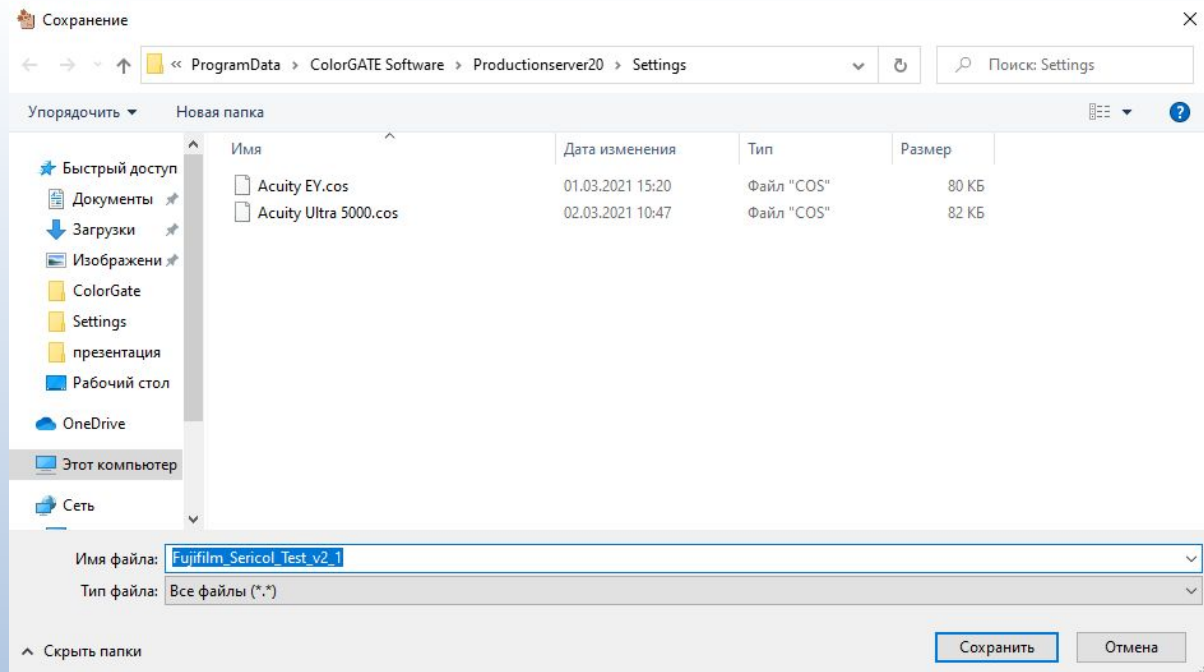 Сохранение
« ProgramData › ColorGATE Software › Productionserver20 › Settings
Поиск: Settings
Упорядочить
Новая папка
Имя
Дата изменения
Тип
Размер
Acuity EY.cos
01.03.2021 15:20
Файл "COS"
80 КБ
Acuity Ultra 5000.cos
02.03.2021 10:47
Файл "COS"
82 КБ
Быстрый доступ
Документы
Загрузки
Изображени
ColorGate
Settings
презентация
Рабочий стол
OneDrive
Этот компьютер
Сеть
Имя файла: Fujifilm_Sericol_Test_v2_1
Тип файла: Все файлы (*.*)
Скрыть папки
Сохранить
Отмена